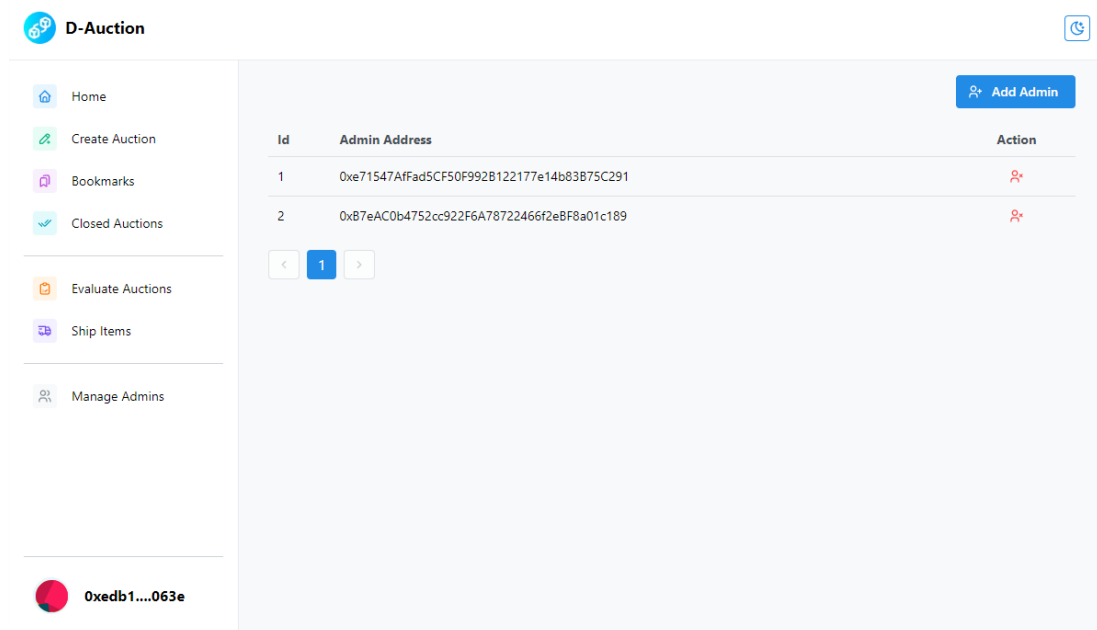 D-Auction
Home
Create Auction
Bookmarks
Closed Auctions
Evaluate Auctions
Ship Items
Manage Admins
0xedb1....063e
Add Admin
Id Admin Address Action
1 0xe71547AfFad5CF50F992B122177e14b83B75C291
2 0xB7eAC0b4752cc922F6A78722466f2eBF8a01c189
1